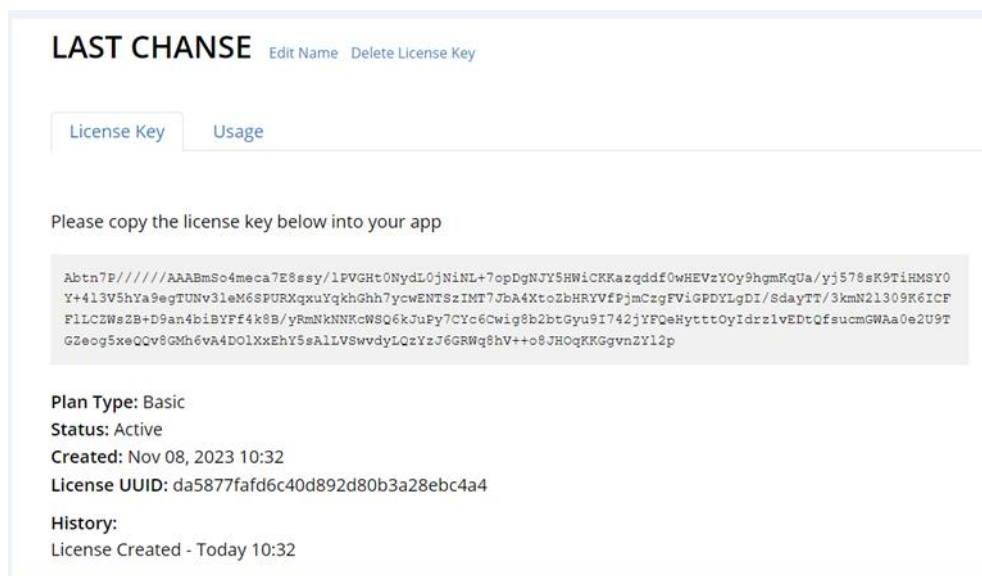 LAST CHANSE Edit Name Delete License Key
License Key Usage
Please copy the license key below into your app
Abtn7P//////AAABmSo4meca7E8ssy/lPVGHt0NydL0jNiNL+7opDgNJY5HWiCKKazqddf0wHEVzYOy9hgmKqUa/yj578sK9TiHMSY0
Y+4l3V5hYa9egTUNv3leM6SPURXqxuYqkhGhh7ycwENTSzIMT7JbA4XtoZbHRYVfPjmCzgFViGPDYLgDI/SdayTT/3kmN2l309K6ICF
FlLCZWsZB+D9an4biBYFf4k8B/yRmNkNNKcWSQ6kJuPy7CYc6Cwig8b2btGyu9I742jYFQeHytttOyIdrzlvEDtQfsucmGWAa0e2U9T
GZeog5xeQQv8GMh6vA4DOlXxEhY5sAlLVSwvdyLQzYzJ6GRWq8hV++o8JHOqKKGgvnZYl2p
Plan Type: Basic
Status: Active
Created: Nov 08, 2023 10:32
License UUID: da5877fafd6c40d892d80b3a28ebc4a4
History:
License Created - Today 10:32